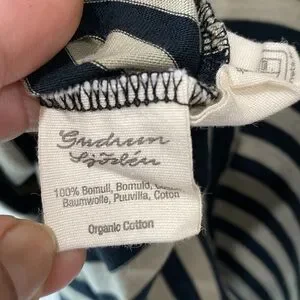 Gudrun
Sjödén
100% Bomull, Bomuld,
Baumwolle, Puuvilla, Coton
Organic Cotton